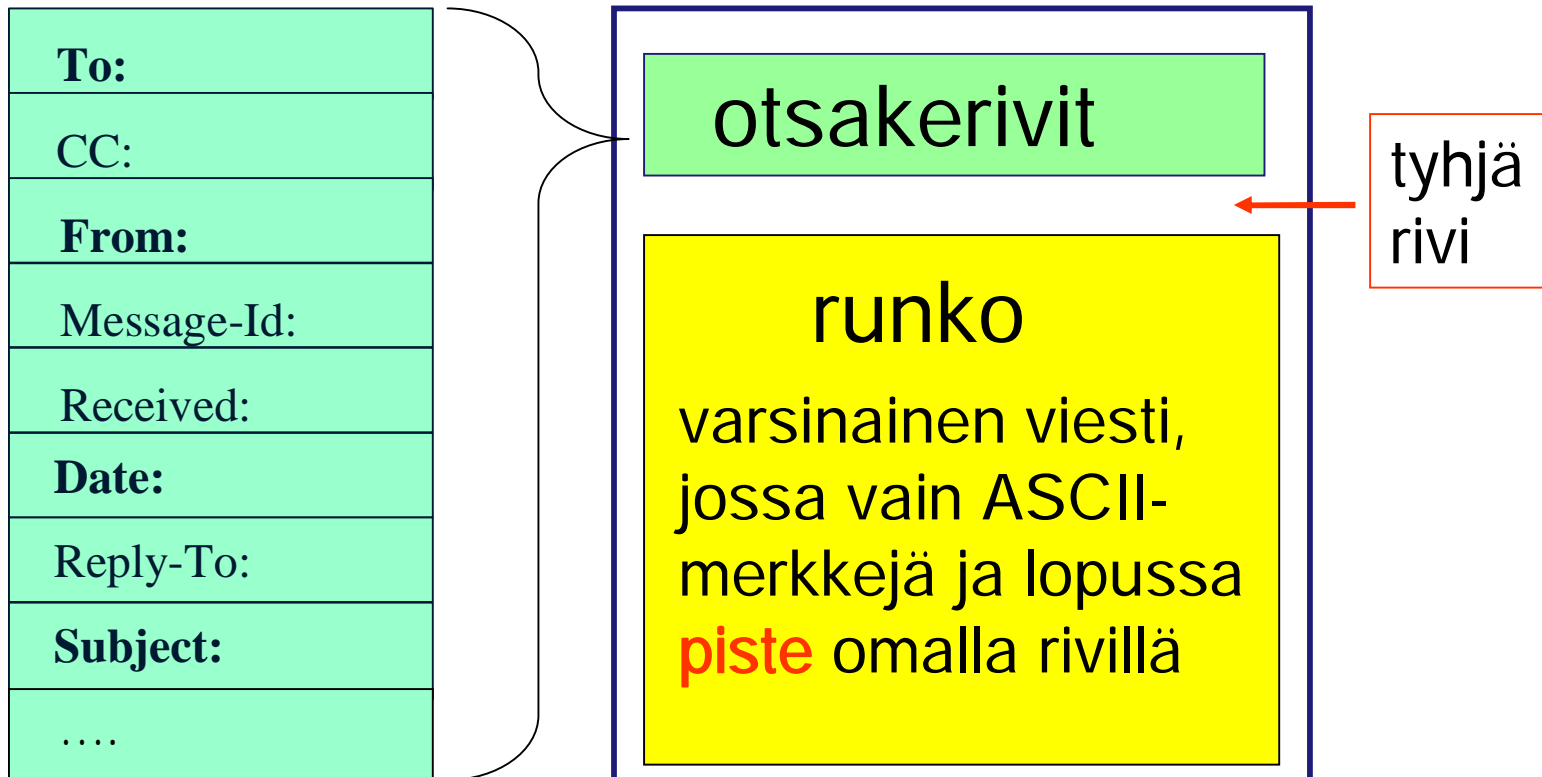 To:
CC:
From:
Message-Id:
Received:
Date:
Reply-To:
Subject:
….
otsakerivit
tyhjä
rivi
runko
varsinainen viesti,
jossa vain ASCII-
merkkejä ja lopussa
piste omalla rivillä